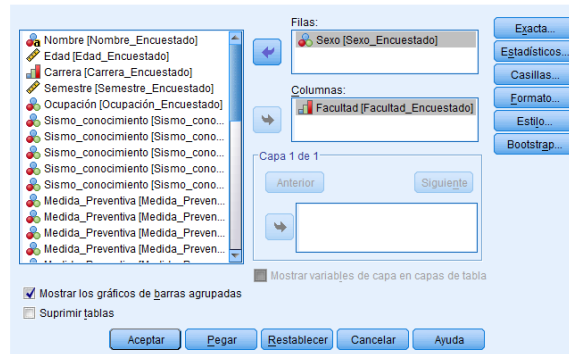 Nombre [Nombre_Encuestado]
Edad [Edad_Encuestado]
Carrera [Carrera_Encuestado]
Semestre [Semestre_Encuestado]
Ocupación [Ocupación_Encuestado]
Sismo_conocimiento [Sismo_cono...
Sismo_conocimiento [Sismo_cono...
Sismo_conocimiento [Sismo_cono...
Sismo_conocimiento [Sismo_cono...
Sismo_conocimiento [Sismo_cono...
Medida_Preventiva [Medida_Preven...
Medida_Preventiva [Medida_Preven...
Medida_Preventiva [Medida_Preven...
Medida_Preventiva [Medida_Preven...
Filas:
Sexo [Sexo_Encuestado]
Columnas:
Facultad [Facultad_Encuestado]
Capa 1 de 1
Anterior
Siguiente
Mostrar variables de capa en capas de tabla
Exacta...
Estadísticos...
Casillas...
Formato...
Estilo...
Bootstrap...
Mostrar los gráficos de barras agrupadas
Suprimir tablas
Aceptar
Pegar
Restablecer
Cancelar
Ayuda